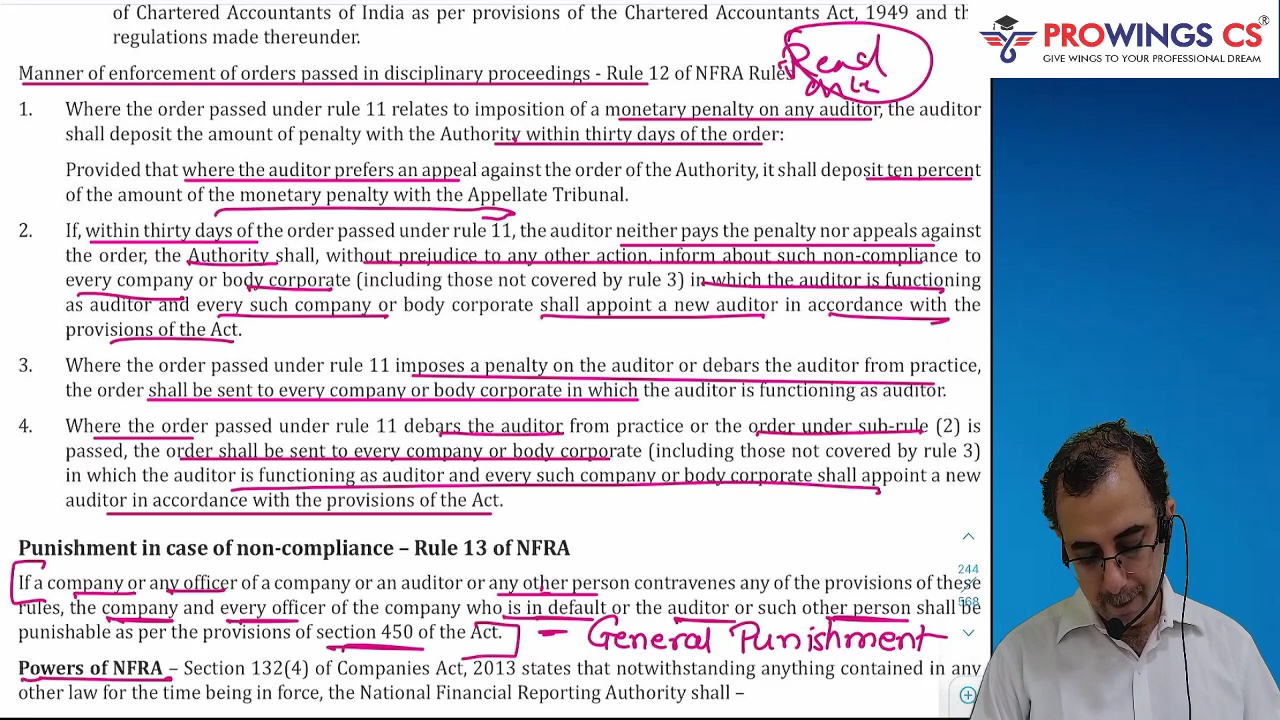 of Chartered Accountants of India as per provisions of the Chartered Accountants Act, 1949 and th
regulations made thereunder.
PROWINGS CS®
GIVE WINGS TO YOUR PROFESSIONAL DREAM
Manner of enforcement of orders passed in disciplinary proceedings - Rule 12 of NFRA Rules
Read
1. Where the order passed under rule 11 relates to imposition of a monetary penalty on any auditor, the auditor
shall deposit the amount of penalty with the Authority within thirty days of the order:
Provided that where the auditor prefers an appeal against the order of the Authority, it shall deposit ten percent
of the amount of the monetary penalty with the Appellate Tribunal.
2. If, within thirty days of the order passed under rule 11, the auditor neither pays the penalty nor appeals against
the order, the Authority shall, without prejudice to any other action, inform about such non-compliance to
every company or body corporate (including those not covered by rule 3) in which the auditor is functioning
as auditor and every such company or body corporate shall appoint a new auditor in accordance with the
provisions of the Act.
3. Where the order passed under rule 11 imposes a penalty on the auditor or debars the auditor from practice,
the order shall be sent to every company or body corporate in which the auditor is functioning as auditor.
4. Where the order passed under rule 11 debars the auditor from practice or the order under sub-rule (2) is
passed, the order shall be sent to every company or body corporate (including those not covered by rule 3)
in which the auditor is functioning as auditor and every such company or body corporate shall appoint a new
auditor in accordance with the provisions of the Act.
Punishment in case of non-compliance – Rule 13 of NFRA
244
568
If a company or any officer of a company or an auditor or any other person contravenes any of the provisions of these
rules, the company and every officer of the company who is in default or the auditor or such other person shall be
punishable as per the provisions of section 450 of the Act.
General Punishment
Powers of NFRA – Section 132(4) of Companies Act, 2013 states that notwithstanding anything contained in any
other law for the time being in force, the National Financial Reporting Authority shall –